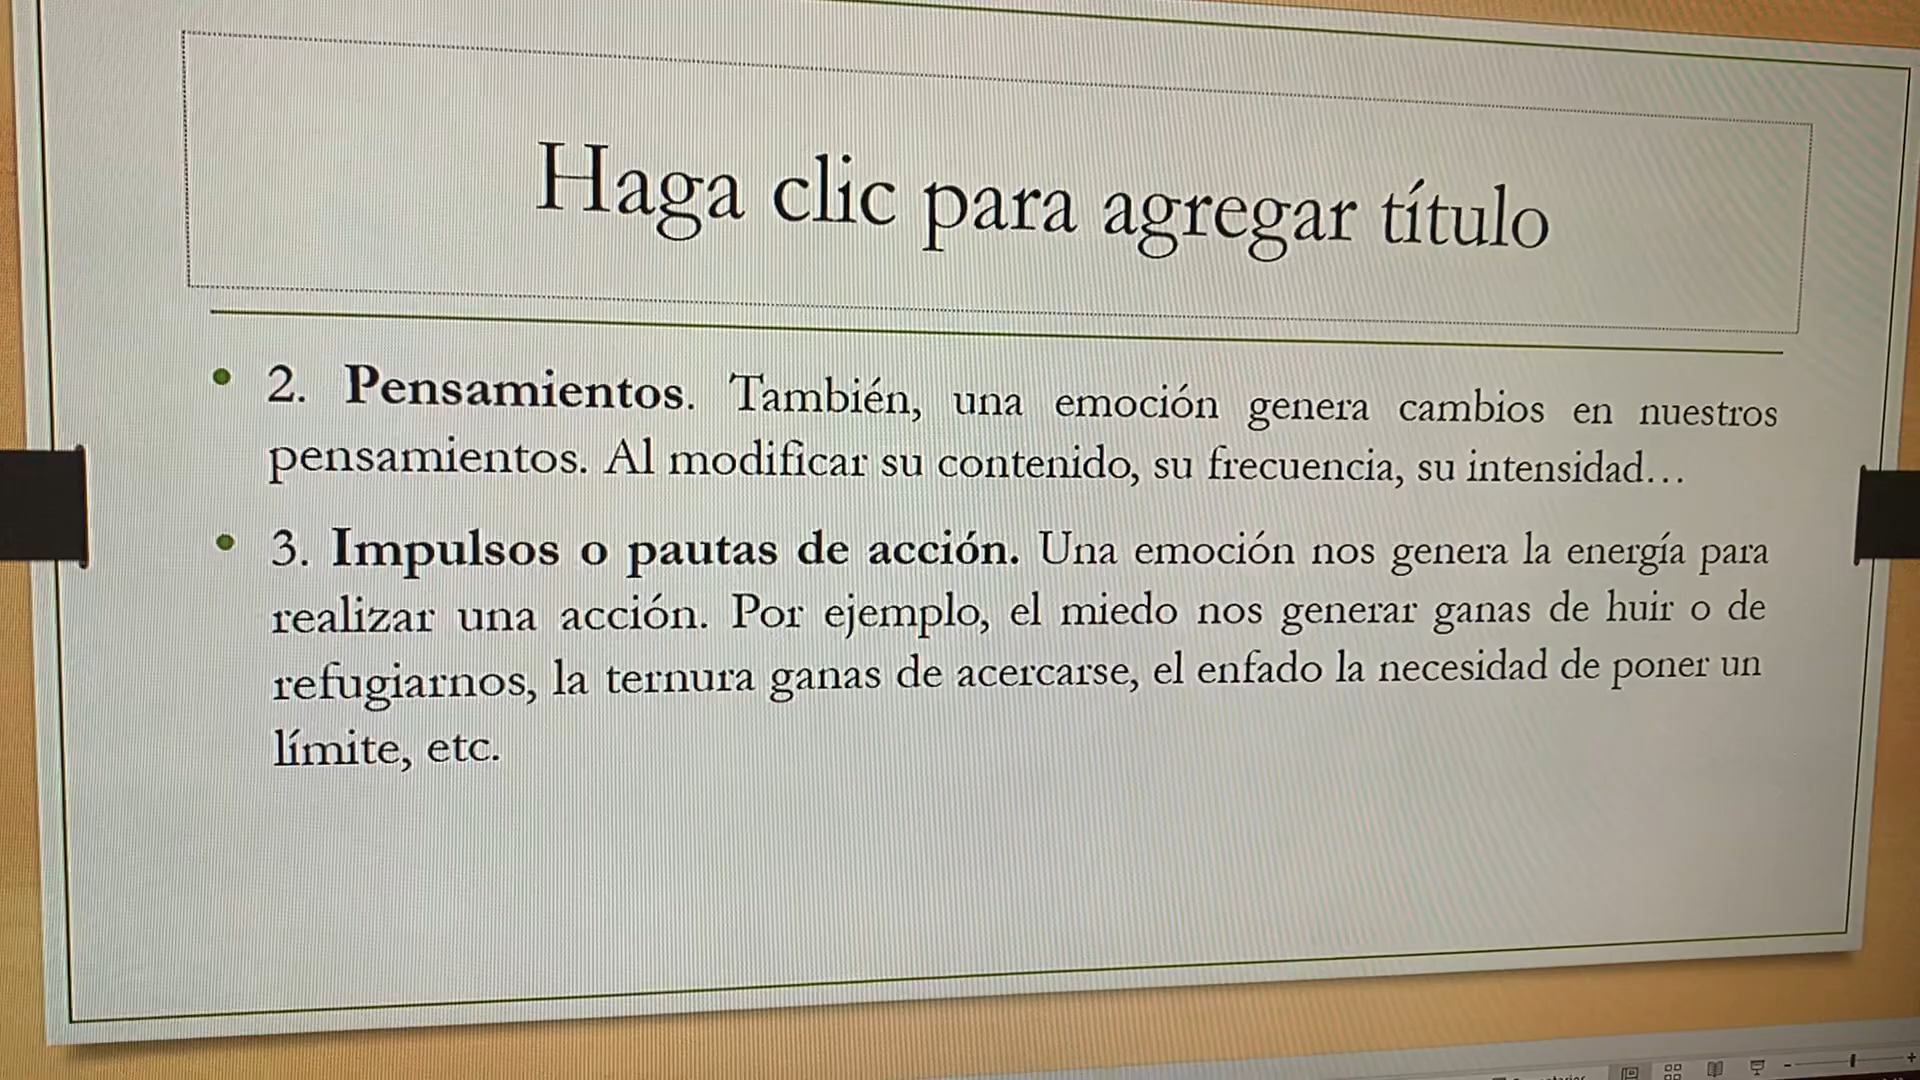 Haga clic para agregar título
• 2. Pensamientos. También, una emoción genera cambios en nuestros
pensamientos. Al modificar su contenido, su frecuencia, su intensidad…
• 3. Impulsos o pautas de acción. Una emoción nos genera la energía para
realizar una acción. Por ejemplo, el miedo nos generar ganas de huir o de
refugiarnos, la ternura ganas de acercarse, el enfado la necesidad de poner un
límite, etc.